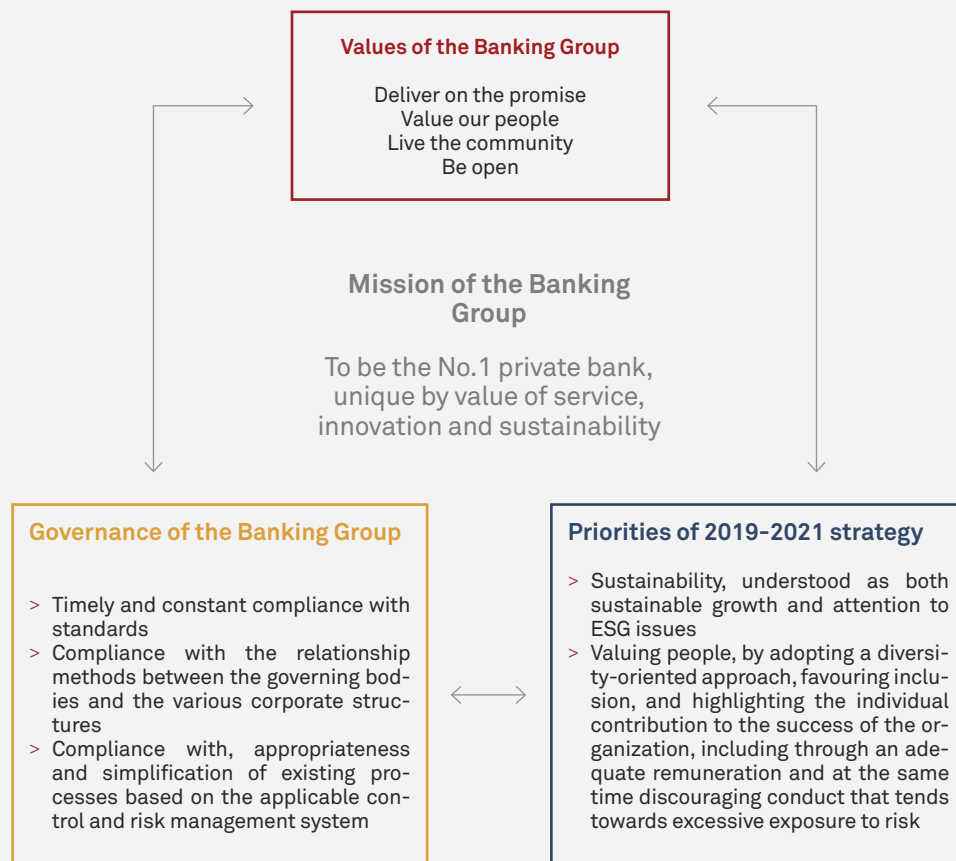 Values of the Banking Group
Deliver on the promise
Value our people
Live the community
Be open
Mission of the Banking
Group
To be the No.1 private bank,
unique by value of service,
innovation and sustainability
Governance of the Banking Group
> Timely and constant compliance with
standards
> Compliance with the relationship
methods between the governing bod-
ies and the various corporate struc-
tures
> Compliance with, appropriateness
and simplification of existing pro-
cesses based on the applicable con-
trol and risk management system
Priorities of 2019-2021 strategy
> Sustainability, understood as both
sustainable growth and attention to
ESG issues
> Valuing people, by adopting a diversi-
ty-oriented approach, favouring inclu-
sion, and highlighting the individual
contribution to the success of the or-
ganization, including through an ade-
quate remuneration and at the same
time discouraging conduct that tends
towards excessive exposure to risk